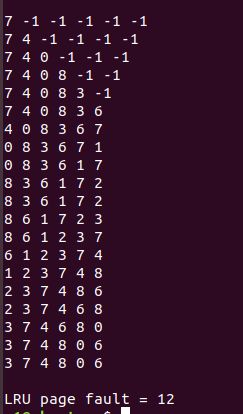 7 -1 -1 -1 -1 -1
7 4 -1 -1 -1 -1
7 4 0 -1 -1 -1
7 4 0 8 -1 -1
7 4 0 8 3 -1
7 4 0 8 3 6
4 0 8 3 6 7
0 8 3 6 7 1
0 8 3 6 1 7
8 3 6 1 7 2
8 3 6 1 7 2
8 6 1 7 2 3
8 6 1 2 3 7
6 1 2 3 7 4
1 2 3 7 4 8
2 3 7 4 8 6
2 3 7 4 6 8
3 7 4 6 8 0
3 7 4 8 0 6
3 7 4 8 0 6
LRU page fault = 12